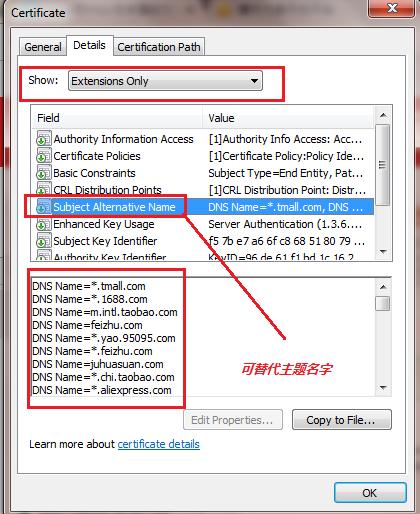 Certificate
General Details Certification Path
Show: Extensions Only
Field Value
Authority Information Access [1]Authority Info Access: Acc...
Certificate Policies [1]Certificate Policy:Policy Ide...
Basic Constraints Subject Type=End Entity, Pat...
CRL Distribution Points [1]CRL Distribution Point: Distr...
Subject Alternative Name DNS Name=*.tmall.com, DNS ...
Enhanced Key Usage Server Authentication (1.3.6....
Subject Key Identifier f5 7b e7 a6 6f c8 68 51 80 79 ...
Authority Key Identifier KeyID=96 de 61 f1 bd 1c 16 2...
DNS Name=*.tmall.com
DNS Name=*.1688.com
DNS Name=m.intl.taobao.com
DNS Name=feizhu.com
DNS Name=*.yao.95095.com
DNS Name=*.feizhu.com
DNS Name=juhuasuan.com
DNS Name=*.chi.taobao.com
DNS Name=*.aliexpress.com
可替代主题名字
Edit Properties... Copy to File...
Learn more about certificate details
OK